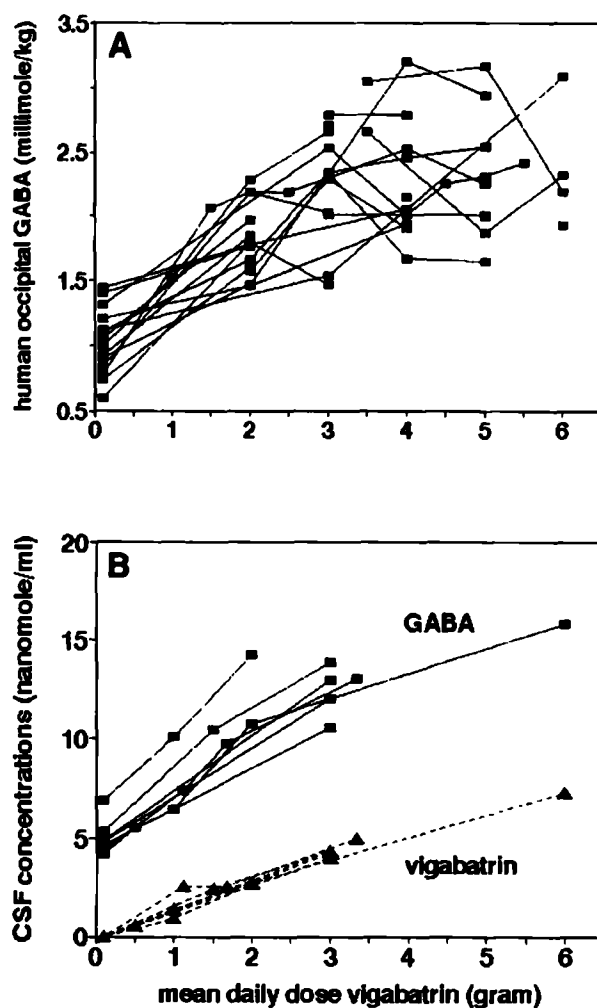 A
human occipital GABA (millimole/kg)
3.5
2.5
1.5
0.5
0 1 2 3 4 5 6
B
CSF concentrations (nanomole/ml)
20
15
10
5
0
GABA
vigabatrin
0 1 2 3 4 5 6
mean daily dose vigabatrin (gram)